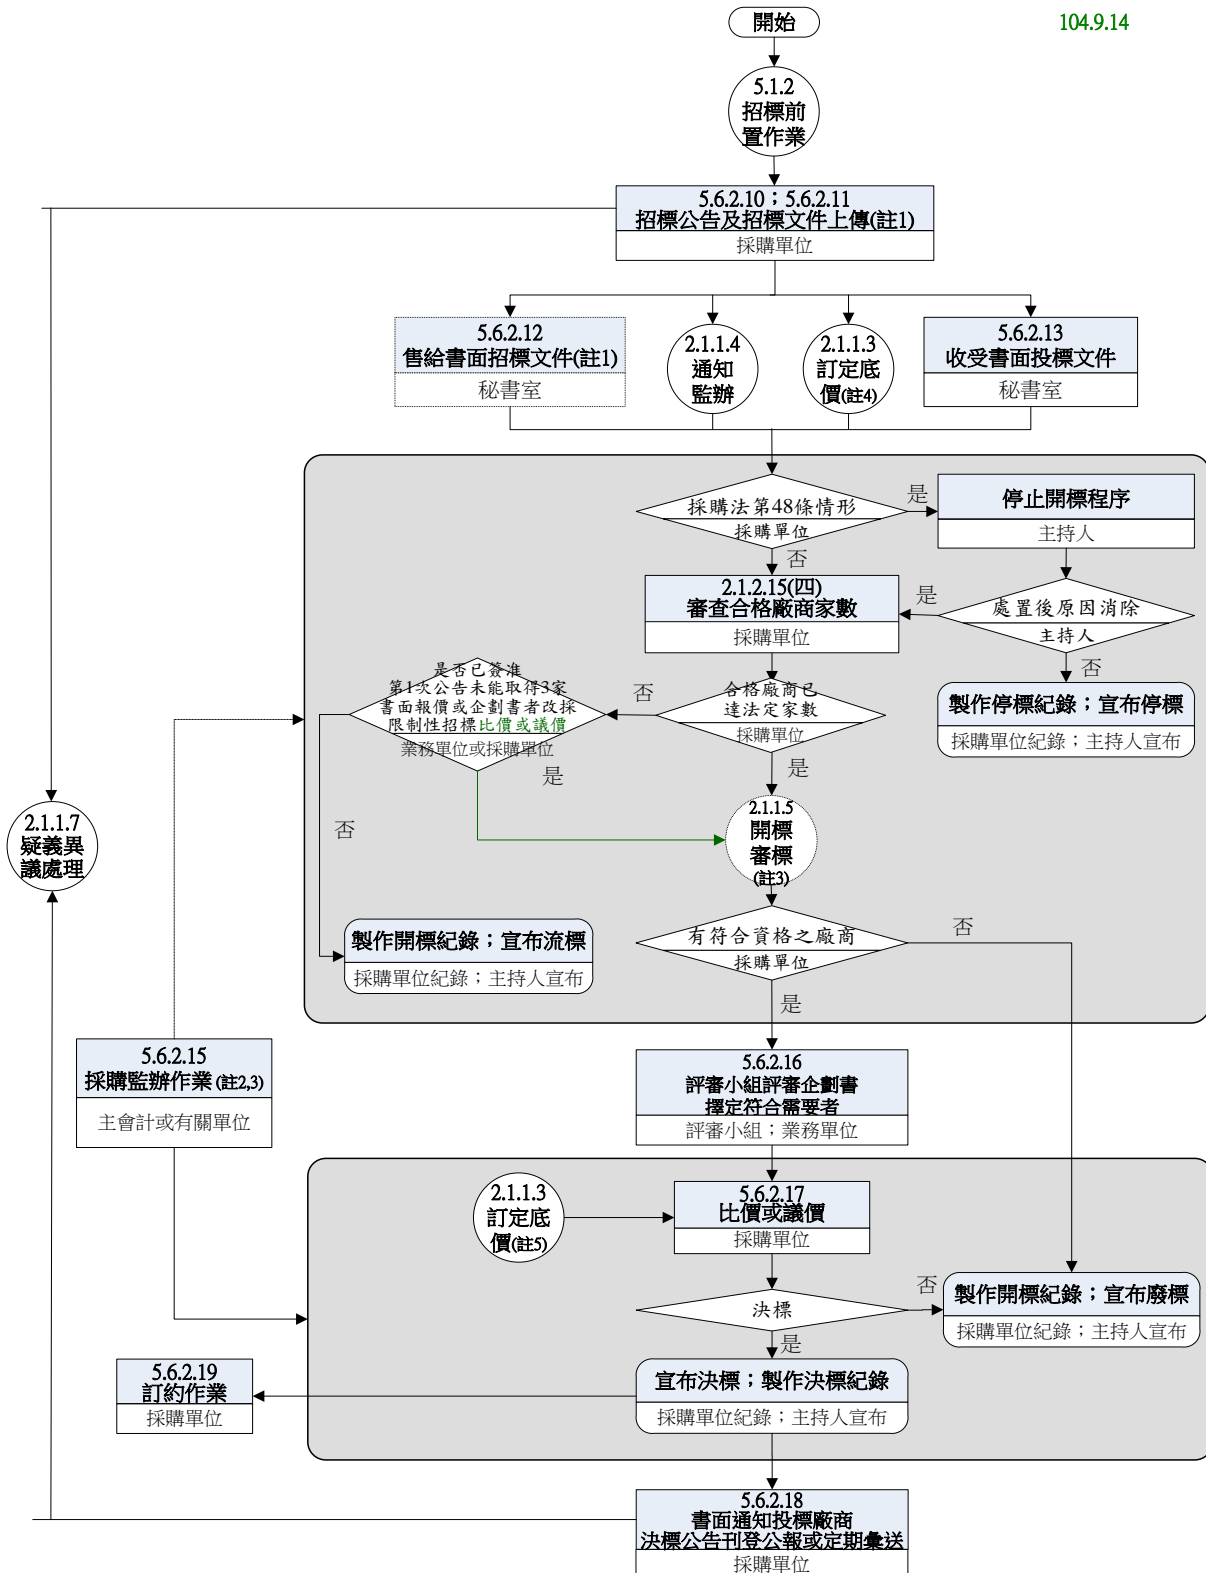 開始
104.9.14
5.1.2
招標前
置作業
5.6.2.10；5.6.2.11
招標公告及招標文件上傳(註1)
採購單位
5.6.2.12
售給書面招標文件(註1)
秘書室
2.1.1.4
通知
監辦
2.1.1.3
訂定底
價(註4)
5.6.2.13
收受書面投標文件
秘書室
採購法第48條情形
採購單位
是
否
停止開標程序
主持人
2.1.2.15(四)
審查合格廠商家數
採購單位
是
處置後原因消除
主持人
否
製作停標紀錄；宣布停標
採購單位紀錄；主持人宣布
是否已簽准
第1次公告未能取得3家
書面報價或企劃書者改採
限制性招標比價或議價
業務單位或採購單位
否
合格廠商已
達法定家數
採購單位
是
是
否
2.1.1.5
開標
審標
(註3)
2.1.1.7
疑義異
議處理
製作開標紀錄；宣布流標
採購單位紀錄；主持人宣布
有符合資格之廠商
採購單位
否
是
5.6.2.15
採購監辦作業(註2,3)
主會計或有關單位
5.6.2.16
評審小組評審企劃書
擇定符合需要者
評審小組；業務單位
2.1.1.3
訂定底
價(註5)
5.6.2.17
比價或議價
採購單位
決標
否
是
製作開標紀錄；宣布廢標
採購單位紀錄；主持人宣布
5.6.2.19
訂約作業
採購單位
宣布決標；製作決標紀錄
採購單位紀錄；主持人宣布
5.6.2.18
書面通知投標廠商
決標公告刊登公報或定期彙送
採購單位